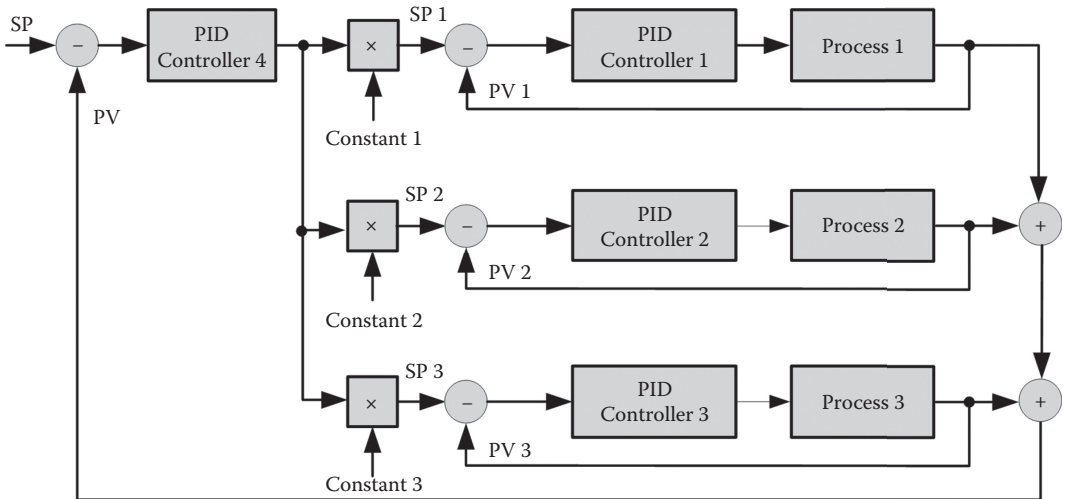 SP
PV
PID
Controller 4
×
Constant 1
SP 1
PV 1
PID
Controller 1
Process 1
×
Constant 2
SP 2
PV 2
PID
Controller 2
Process 2
×
Constant 3
SP 3
PV 3
PID
Controller 3
Process 3
−
−
−
−
+
+